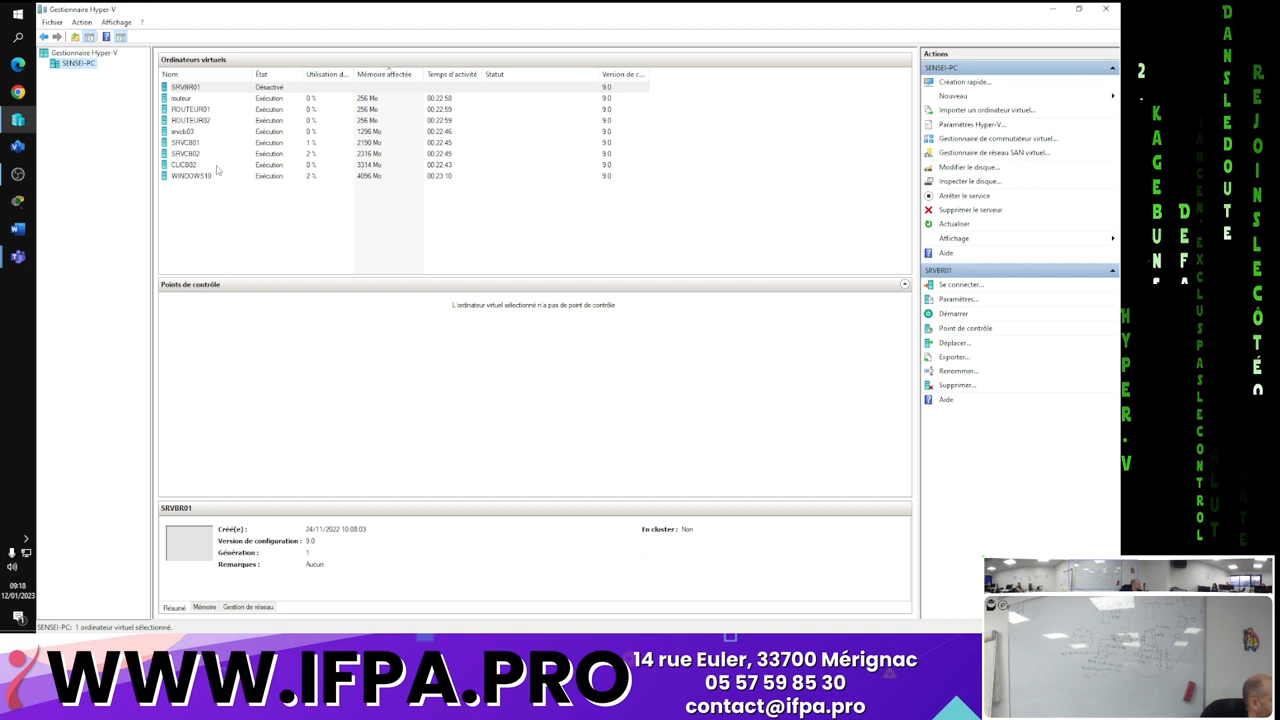 Gestionnaire Hyper-V
Fichier Action Affichage ?
Gestionnaire Hyper-V
SENSEI-PC
Ordinateurs virtuels
Nom État Utilisation d... Mémoire affectée Temps d'activité Statut Version de c...
SRVBR01 Désactivé 9.0
routeur Exécution 0 % 256 Mo 00:22:58 9.0
ROUTEUR01 Exécution 0 % 256 Mo 00:22:59 9.0
ROUTEUR02 Exécution 0 % 256 Mo 00:22:59 9.0
srvcb03 Exécution 0 % 1296 Mo 00:22:46 9.0
SRVCB01 Exécution 1 % 2190 Mo 00:22:45 9.0
SRVCB02 Exécution 2 % 2316 Mo 00:22:45 9.0
CLICB02 Exécution 0 % 3314 Mo 00:22:43 9.0
WINDOWS10 Exécution 2 % 4096 Mo 00:23:10 9.0
Points de contrôle
L'ordinateur virtuel sélectionné n'a pas de point de contrôle.
SRVBR01
Créé(e) : 24/11/2022 10:08:03 En cluster : Non
Version de configuration : 9.0
Génération : 1
Remarques : Aucun
Résumé Mémoire Gestion de réseau
SENSEI-PC: 1 ordinateur virtuel sélectionné.
Actions
SENSEI-PC
Création rapide...
Nouveau
Importer un ordinateur virtuel...
Paramètres Hyper-V...
Gestionnaire de commutateur virtuel...
Gestionnaire de réseau SAN virtuel...
Modifier le disque...
Inspecter le disque...
Arrêter le service
Supprimer le serveur
Actualiser
Affichage
Aide
SRVBR01
Se connecter...
Paramètres...
Démarrer
Point de contrôle
Déplacer...
Exporter...
Renommer...
Supprimer...
Aide
09:18
12/01/2023
HYPER-V
KAGEBUN
DEF
DANSLEDOUTE
REJOINSLECÔTÉ
N'EXCLUSPASLECONTROL
WWW.IFPA.PRO
14 rue Euler, 33700 Mérignac
05 57 59 85 30
contact@ifpa.pro